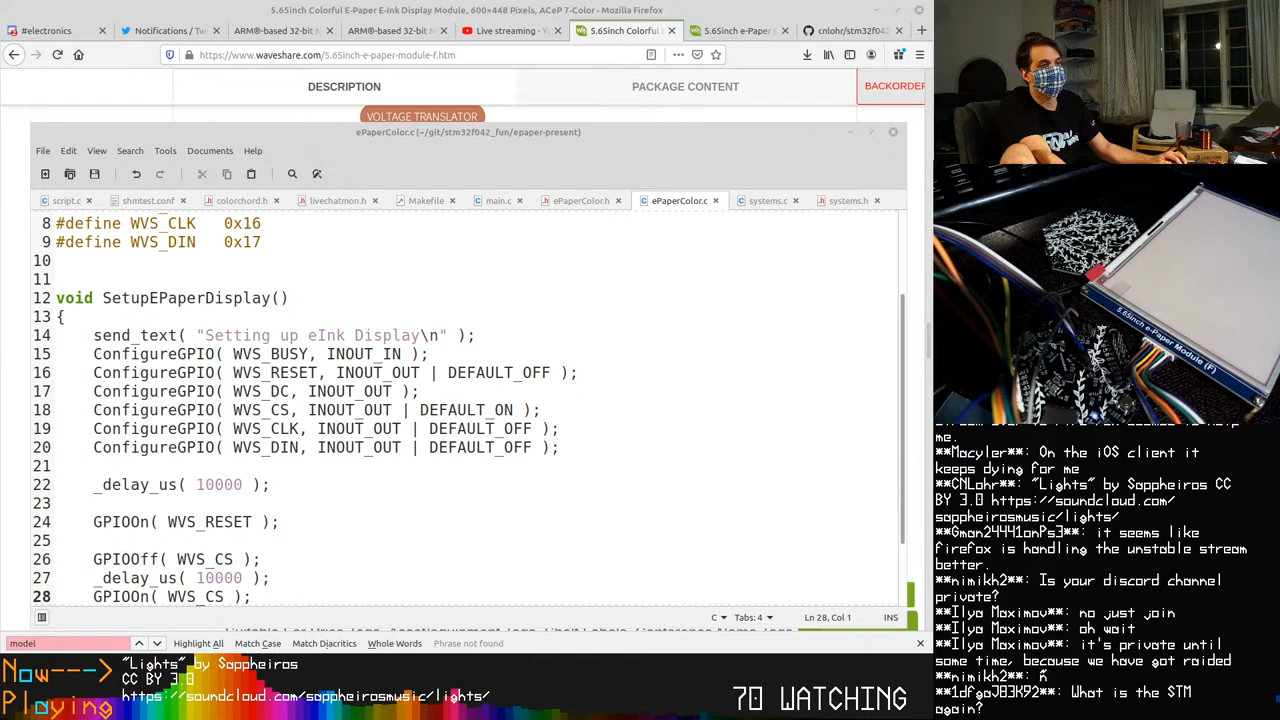 5.65inch Colorful E-Paper E-Ink Display Module, 600×448 Pixels, ACeP 7-Color - Mozilla Firefox
#electronics
Notifications / Tw
ARM®-based 32-bit M
ARM®-based 32-bit M
Live streaming - Yo
5.65inch Colorful
5.65inch e-Paper
cnlohr/stm32f042
https://www.waveshare.com/5.65inch-e-paper-module-f.htm
DESCRIPTION
PACKAGE CONTENT
BACKORDER
VOLTAGE TRANSLATOR
ePaperColor.c (~/git/stm32f042_fun/epaper-present)
File Edit View Search Tools Documents Help
script.c
shmtest.conf
colorchord.h
livechatmon.h
Makefile
main.c
ePaperColor.h
ePaperColor.c
systems.c
systems.h
8 #define WVS_CLK 0x16
9 #define WVS_DIN 0x17
10
11
12 void SetupEPaperDisplay()
13 {
14 send_text( "Setting up eInk Display\n" );
15 ConfigureGPIO( WVS_BUSY, INOUT_IN );
16 ConfigureGPIO( WVS_RESET, INOUT_OUT | DEFAULT_OFF );
17 ConfigureGPIO( WVS_DC, INOUT_OUT );
18 ConfigureGPIO( WVS_CS, INOUT_OUT | DEFAULT_ON );
19 ConfigureGPIO( WVS_CLK, INOUT_OUT | DEFAULT_OFF );
20 ConfigureGPIO( WVS_DIN, INOUT_OUT | DEFAULT_OFF );
21
22 _delay_us( 10000 );
23
24 GPIOOn( WVS_RESET );
25
26 GPIOOff( WVS_CS );
27 _delay_us( 10000 );
28 GPIOOn( WVS_CS );
C Tabs: 4 Ln 28, Col 1 INS
model
Highlight All Match Case Match Diacritics Whole Words Phrase not found
Now---> Playing
"Lights" by Sappheiros
CC BY 3.0
https://soundcloud.com/sappheirosmusic/lights/
70 WATCHING
5.65inch e-Paper Module (F)
me.
**Macyler**: On the iOS client it
keeps dying for me
**CNLohr**: "Lights" by Sappheiros CC
BY 3.0 https://soundcloud.com/
sappheirosmusic/lights/
**Gman24441onPs3**: it seems like
firefox is handling the unstable stream
better.
**nimikh2**: Is your discord channel
private?
**Ilya Maximov**: no just join
**Ilya Maximov**: oh wait
**Ilya Maximov**: it's private until
some time, because we have got raided
**nimikh2**: K
**1dfgaJ83K92**: What is the STM
again?